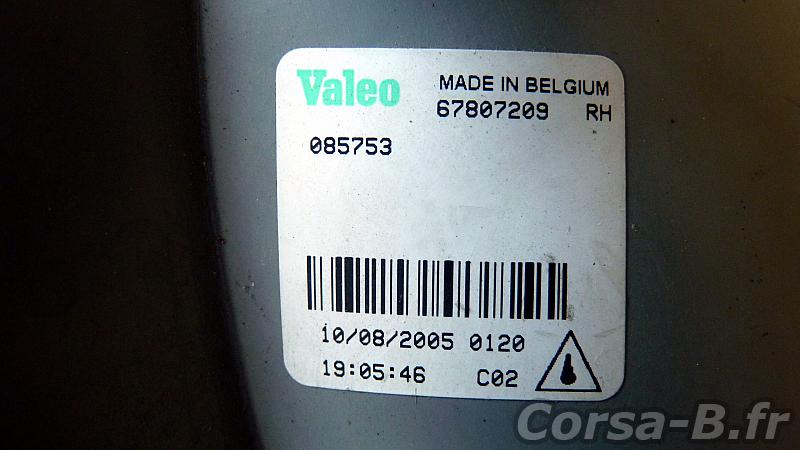 Valeo MADE IN BELGIUM
67807209 RH
085753
10/08/2005 0120
19:05:46 C02
Corsa-B.fr